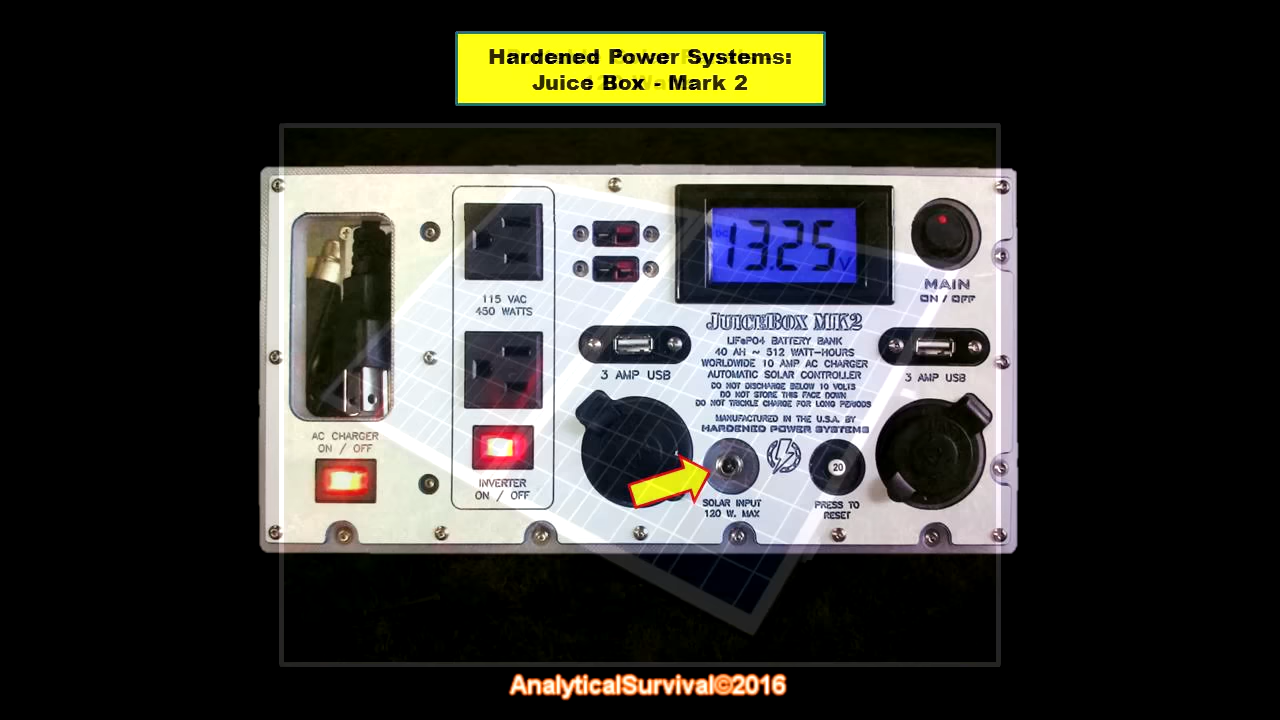 Hardened Power Systems:
Juice Box - Mark 2
DC
13.25 V
MAIN
ON / OFF
115 VAC
450 WATTS
JUICEBOX MK2
LiFePO4 BATTERY BANK
40 AH ~ 512 WATT-HOURS
WORLDWIDE 10 AMP AC CHARGER
AUTOMATIC SOLAR CONTROLLER
DO NOT DISCHARGE BELOW 10 VOLTS
DO NOT STORE THIS FACE DOWN
DO NOT TRICKLE CHARGE FOR LONG PERIODS
MANUFACTURED IN THE U.S.A. BY
HARDENED POWER SYSTEMS
3 AMP USB
3 AMP USB
AC CHARGER
ON / OFF
INVERTER
ON / OFF
SOLAR INPUT
120 W. MAX
20
PRESS TO
RESET
AnalyticalSurvival©2016